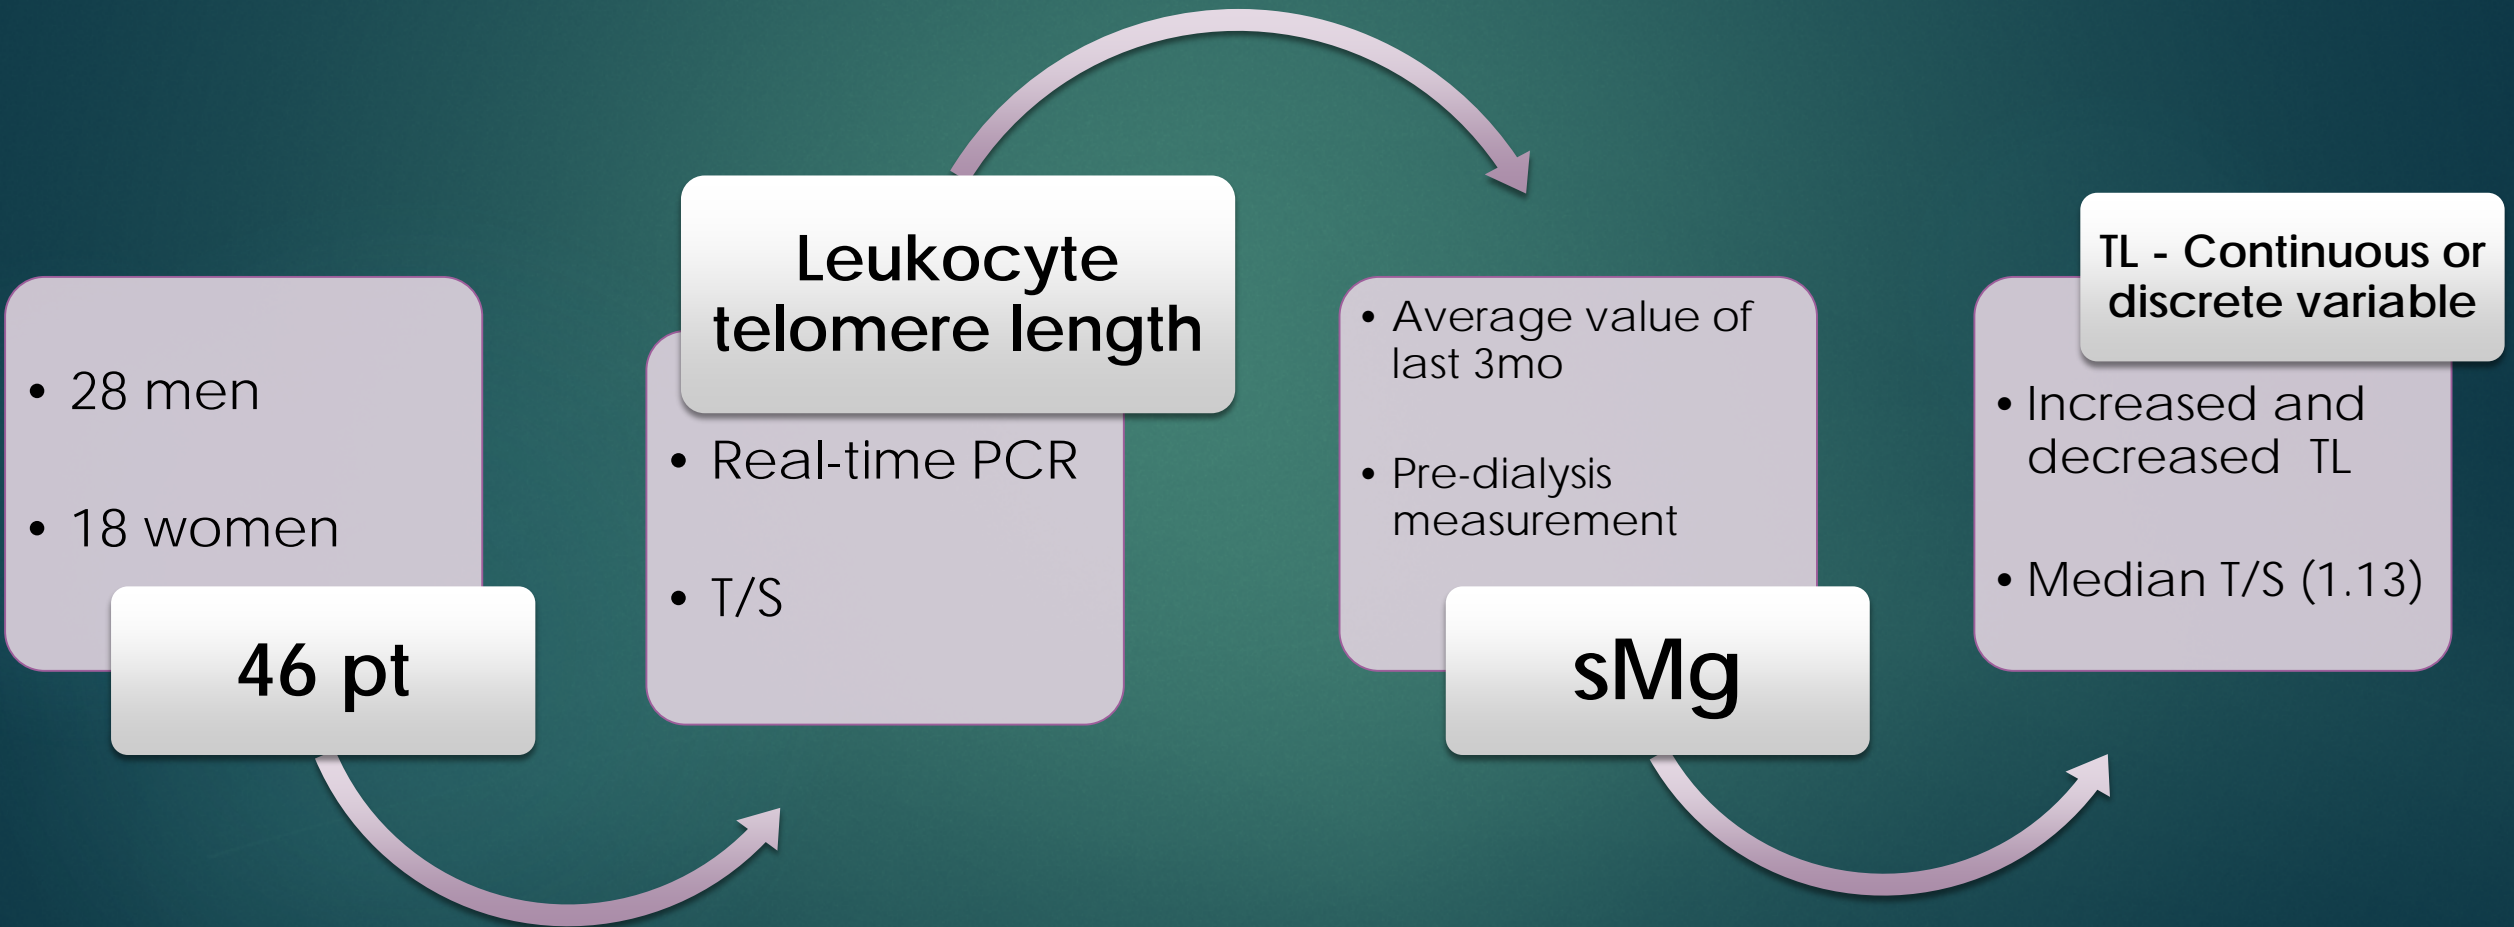 • 28 men
• 18 women
46 pt
Leukocyte
telomere length
• Real-time PCR
• T/S
• Average value of
last 3mo
• Pre-dialysis
measurement
sMg
TL - Continuous or
discrete variable
• Increased and
decreased TL
• Median T/S (1.13)